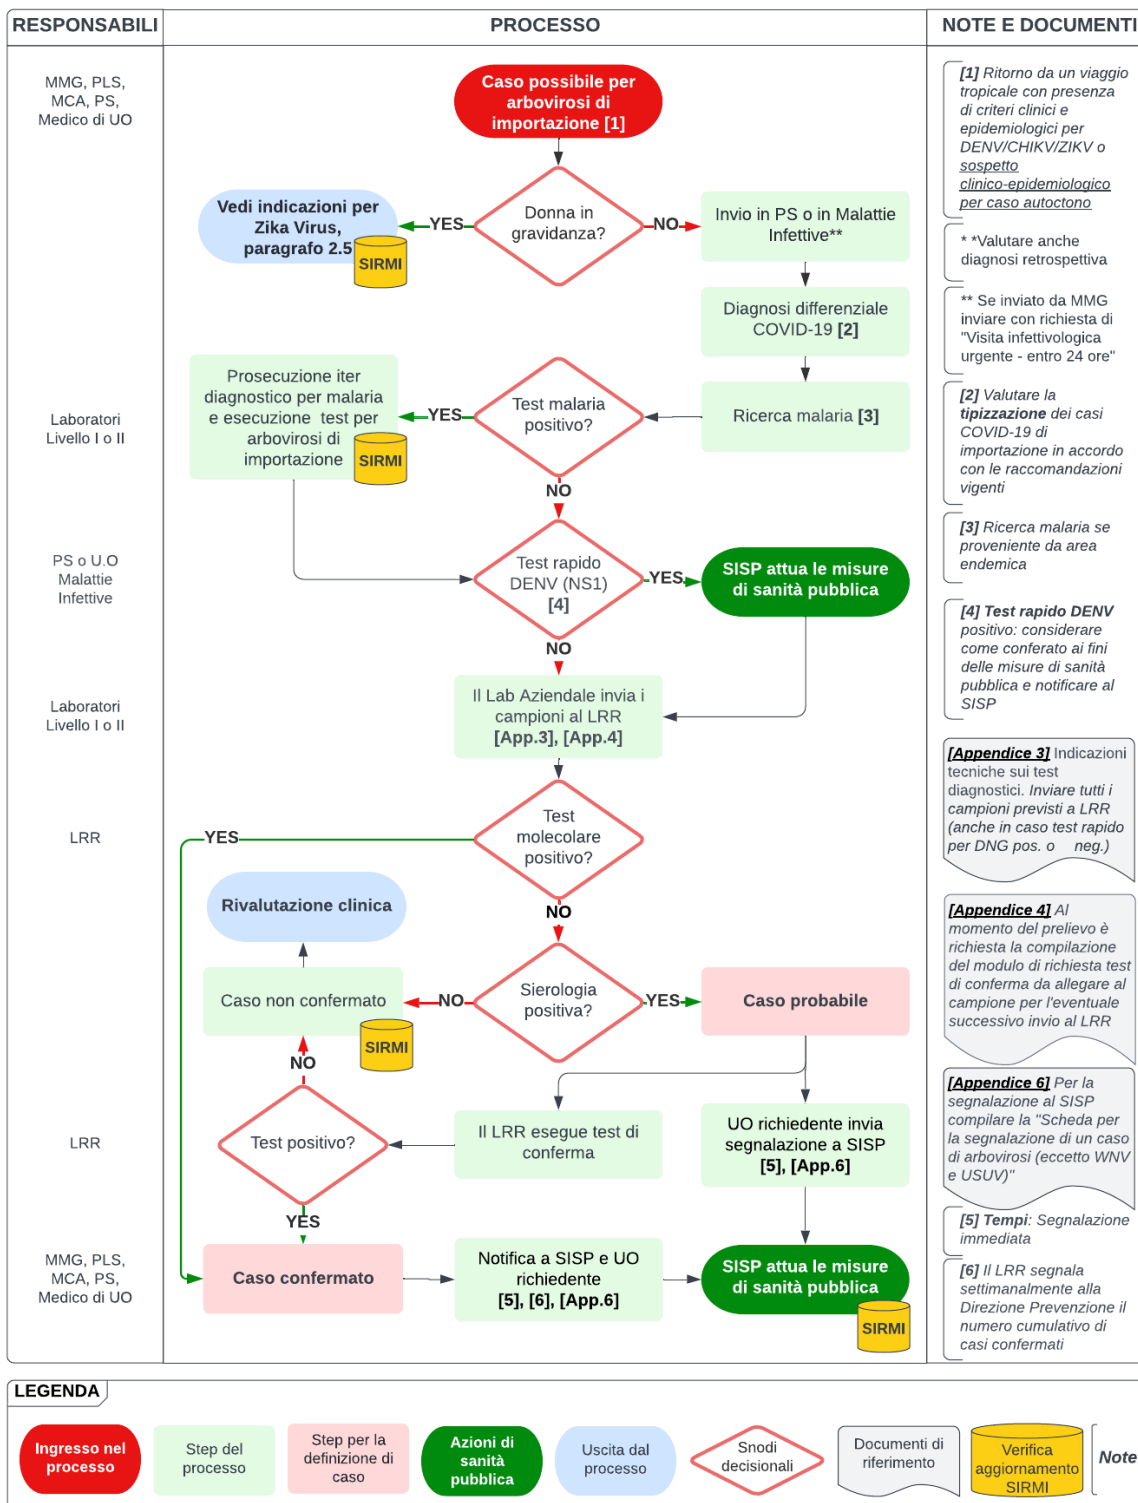 RESPONSABILI
PROCESSO
NOTE E DOCUMENTI
MMG, PLS,
MCA, PS,
Medico di UO
Caso possibile per
arbovirosi di
importazione [1]
Donna in
gravidanza?
YES
NO
Vedi indicazioni per
Zika Virus,
paragrafo 2.5
SIRMI
Invio in PS o in Malattie
Infettive**
Diagnosi differenziale
COVID-19 [2]
Ricerca malaria [3]
Laboratori
Livello I o II
Test malaria
positivo?
YES
NO
Prosecuzione iter
diagnostico per malaria
e esecuzione test per
arbovirosi di
importazione
SIRMI
PS o U.O
Malattie
Infettive
Test rapido
DENV (NS1)
[4]
YES
NO
SISP attua le misure
di sanità pubblica
Laboratori
Livello I o II
Il Lab Aziendale invia i
campioni al LRR
[App.3], [App.4]
LRR
Test
molecolare
positivo?
YES
NO
Rivalutazione clinica
Caso non confermato
SIRMI
NO
Sierologia
positiva?
YES
Caso probabile
NO
LRR
Test positivo?
Il LRR esegue test di
conferma
UO richiedente invia
segnalazione a SISP
[5], [App.6]
YES
MMG, PLS,
MCA, PS,
Medico di UO
Caso confermato
Notifica a SISP e UO
richiedente
[5], [6], [App.6]
SISP attua le misure
di sanità pubblica
SIRMI
[1] Ritorno da un viaggio
tropicale con presenza
di criteri clinici e
epidemiologici per
DENV/CHIKV/ZIKV o
sospetto
clinico-epidemiologico
per caso autoctono
* *Valutare anche
diagnosi retrospettiva
** Se inviato da MMG
inviare con richiesta di
"Visita infettivologica
urgente - entro 24 ore"
[2] Valutare la
tipizzazione dei casi
COVID-19 di
importazione in accordo
con le raccomandazioni
vigenti
[3] Ricerca malaria se
proveniente da area
endemica
[4] Test rapido DENV
positivo: considerare
come conferato ai fini
delle misure di sanità
pubblica e notificare al
SISP
[Appendice 3] Indicazioni
tecniche sui test
diagnostici. Inviare tutti i
campioni previsti a LRR
(anche in caso test rapido
per DNG pos. o neg.)
[Appendice 4] Al
momento del prelievo è
richiesta la compilazione
del modulo di richiesta test
di conferma da allegare al
campione per l'eventuale
successivo invio al LRR
[Appendice 6] Per la
segnalazione al SISP
compilare la "Scheda per
la segnalazione di un caso
di arbovirosi (eccetto WNV
e USUV)"
[5] Tempi: Segnalazione
immediata
[6] Il LRR segnala
settimanalmente alla
Direzione Prevenzione il
numero cumulativo di
casi confermati
LEGENDA
Ingresso nel
processo
Step del
processo
Step per la
definizione di
caso
Azioni di
sanità
pubblica
Uscita dal
processo
Snodi
decisionali
Documenti di
riferimento
Verifica
aggiornamento
SIRMI
Note